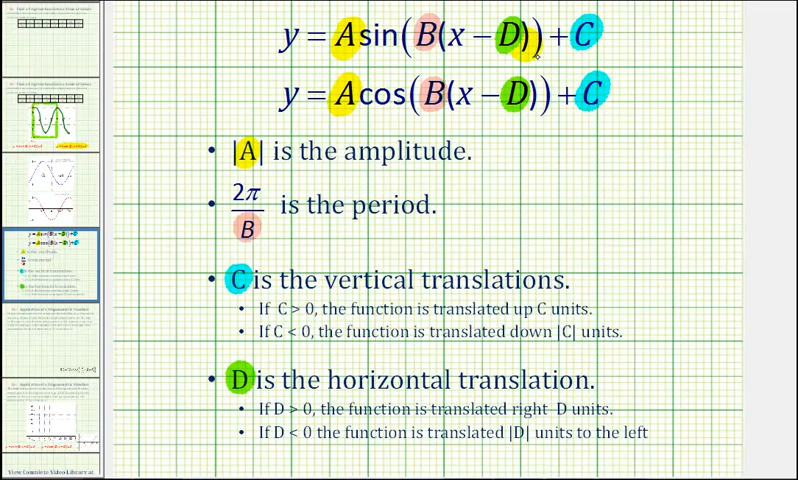 y = Asin(B(x − D)) + C
y = Acos(B(x − D)) + C
• |A| is the amplitude.
• 2π/B is the period.
• C is the vertical translations.
• If C > 0, the function is translated up C units.
• If C < 0, the function is translated down |C| units.
• D is the horizontal translation.
• If D > 0, the function is translated right D units.
• If D < 0 the function is translated |D| units to the left
View Complete Video Library at